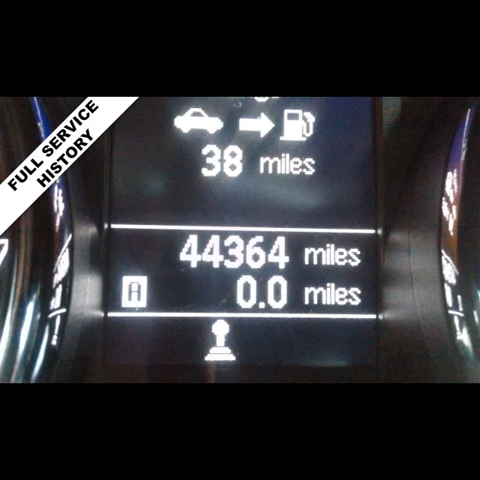 FULL SERVICE
HISTORY
38 miles
44364 miles
A 0.0 miles